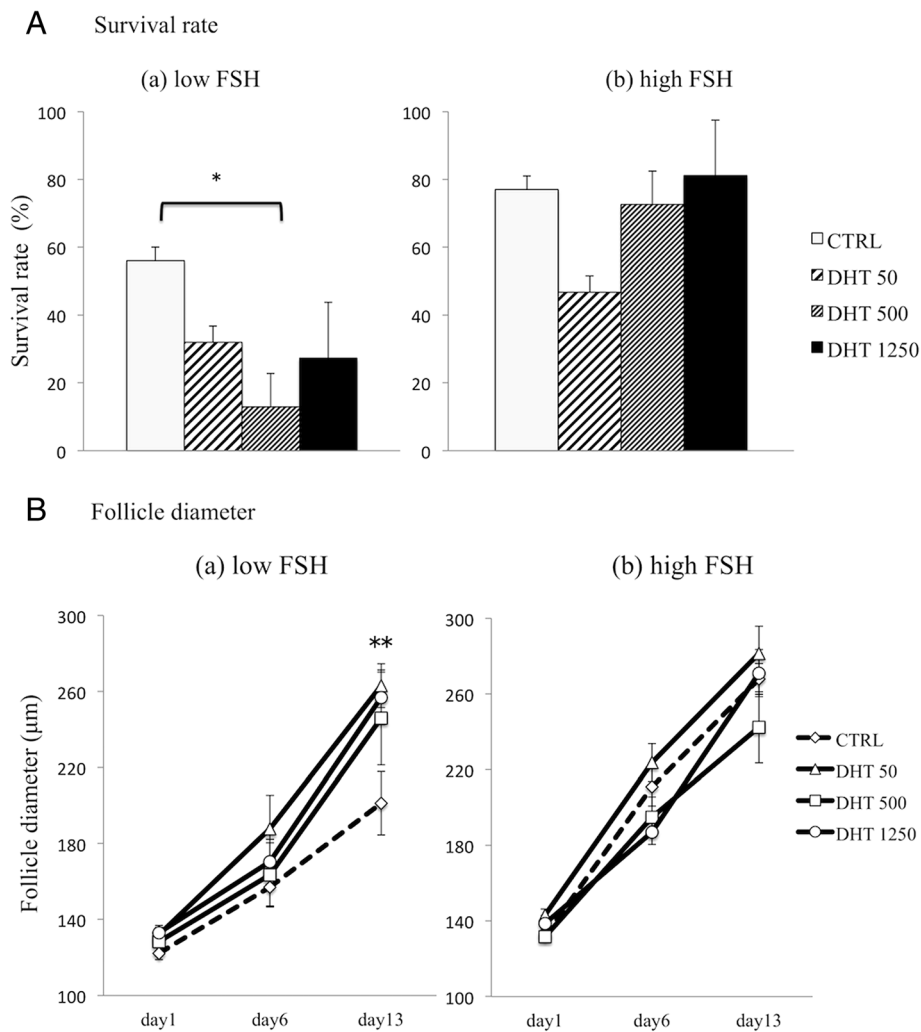 A Survival rate
(a) low FSH
(b) high FSH
Survival rate (%)
100
80
60
40
20
0
*
100
80
60
40
20
0
CTRL
DHT 50
DHT 500
DHT 1250
B Follicle diameter
(a) low FSH
(b) high FSH
Follicle diameter (µm)
300
260
220
180
140
100
**
day1 day6 day13
300
260
220
180
140
100
day1 day6 day13
CTRL
DHT 50
DHT 500
DHT 1250